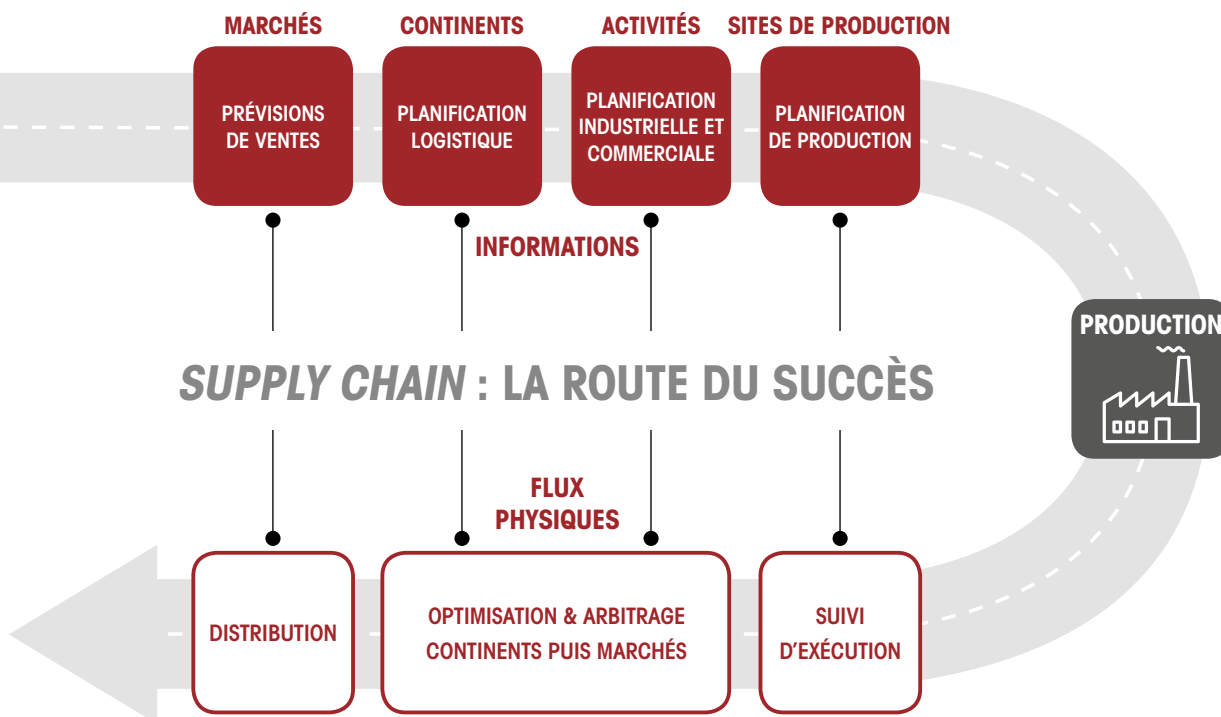 MARCHÉS
CONTINENTS
ACTIVITÉS
SITES DE PRODUCTION
PRÉVISIONS
DE VENTES
PLANIFICATION
LOGISTIQUE
PLANIFICATION
INDUSTRIELLE ET
COMMERCIALE
PLANIFICATION
DE PRODUCTION
INFORMATIONS
PRODUCTION
SUPPLY CHAIN : LA ROUTE DU SUCCÈS
FLUX
PHYSIQUES
DISTRIBUTION
OPTIMISATION & ARBITRAGE
CONTINENTS PUIS MARCHÉS
SUIVI
D'EXÉCUTION